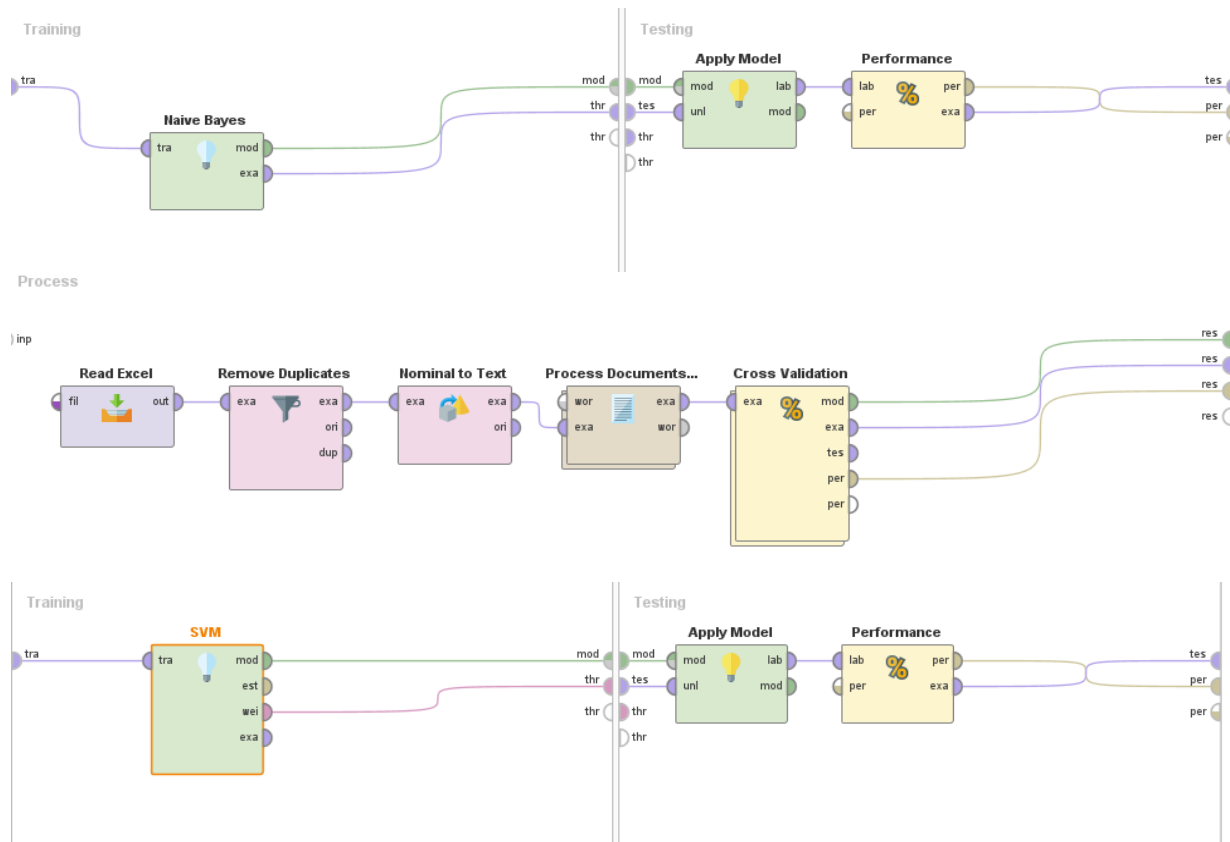 Training
Testing
Apply Model
Performance
tra
mod
mod
mod
lab
lab
per
tes
thr
tes
unl
mod
per
exa
per
Naive Bayes
thr
thr
per
tra
mod
thr
exa
Process
inp
res
res
Read Excel
Remove Duplicates
Nominal to Text
Process Documents...
Cross Validation
res
fil
out
exa
exa
exa
exa
wor
exa
exa
mod
res
ori
ori
exa
wor
exa
dup
tes
per
per
Training
Testing
SVM
Apply Model
Performance
tra
tra
mod
mod
mod
mod
lab
lab
per
tes
est
thr
tes
unl
mod
per
exa
per
wei
thr
thr
per
exa
thr